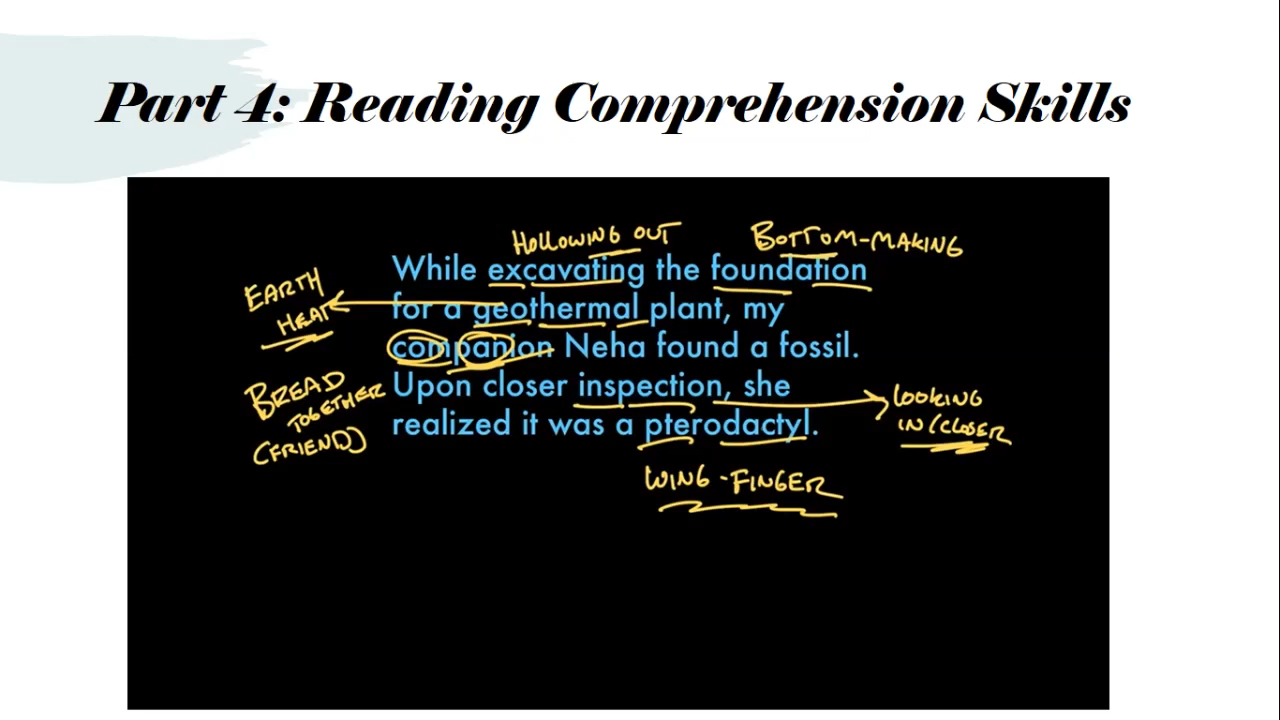 Part 4: Reading Comprehension Skills
HOLLOWING OUT
BOTTOM-MAKING
While excavating the foundation
EARTH
HEAT
for a geothermal plant, my
companion Neha found a fossil.
BREAD
TOGETHER
(FRIEND)
Upon closer inspection, she
LOOKING
IN/CLOSER
realized it was a pterodactyl.
WING-FINGER